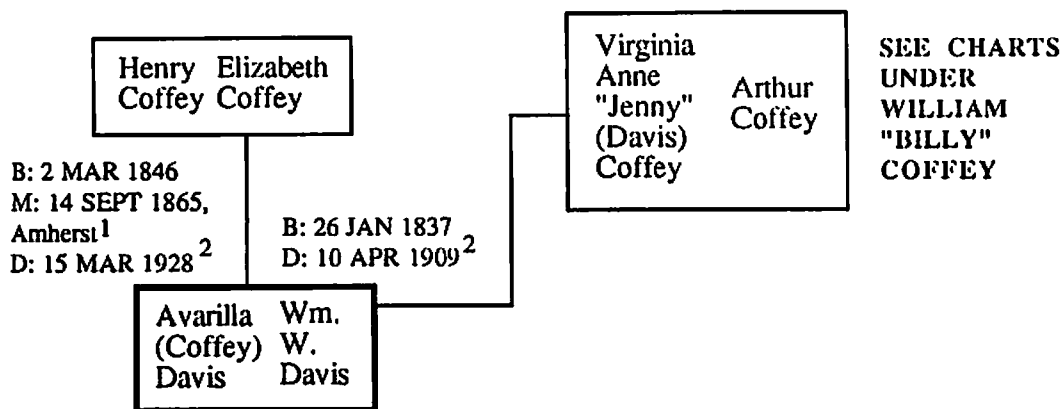 Henry Elizabeth
Coffey Coffey
B: 2 MAR 1846
M: 14 SEPT 1865,
Amherst1
D: 15 MAR 1928 2
B: 26 JAN 1837
D: 10 APR 1909 2
Avarilla Wm.
(Coffey) W.
Davis Davis
Virginia
Anne
"Jenny" Arthur
(Davis) Coffey
Coffey
SEE CHARTS
UNDER
WILLIAM
"BILLY"
COFFEY